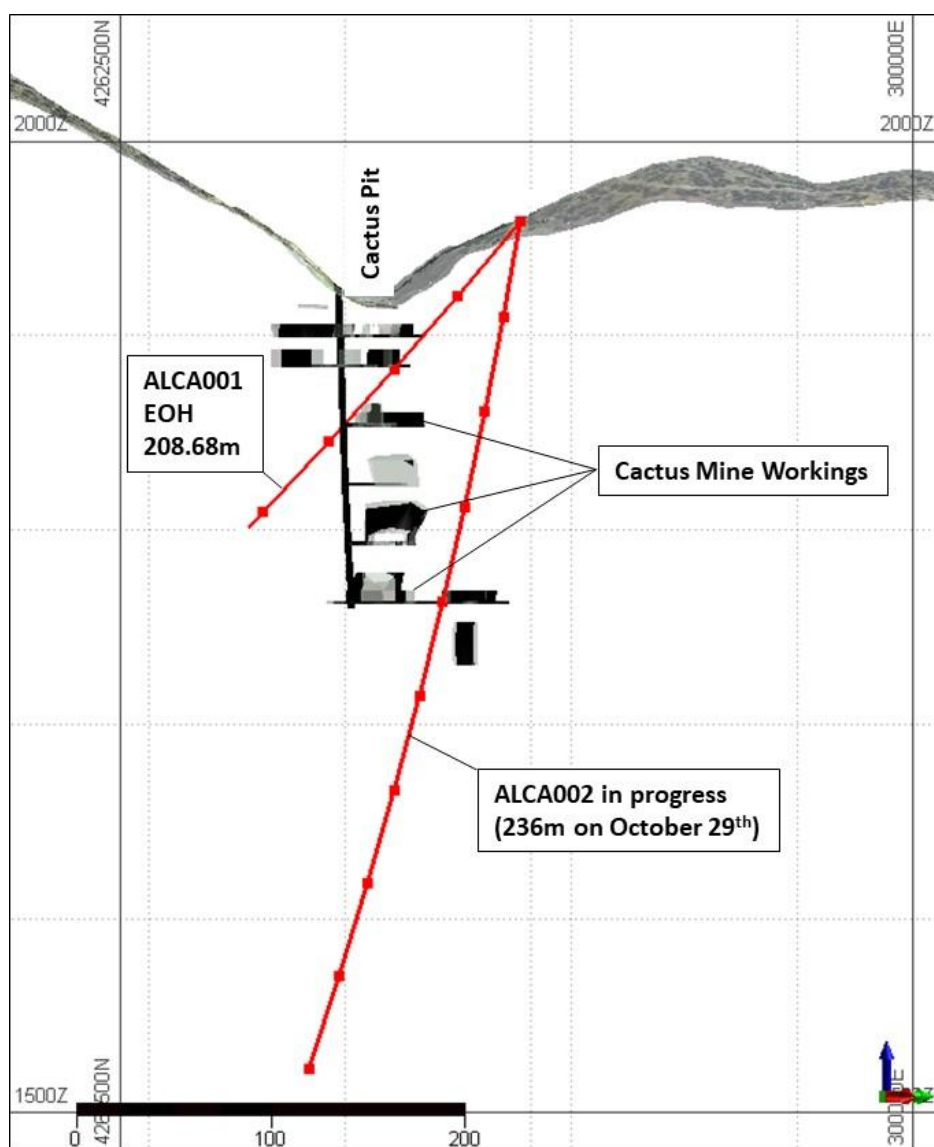 4262500N
300000E
2000Z
2000Z
Cactus Pit
ALCA001
EOH
208.68m
Cactus Mine Workings
ALCA002 in progress
(236m on October 29th)
1500Z
0
100
200